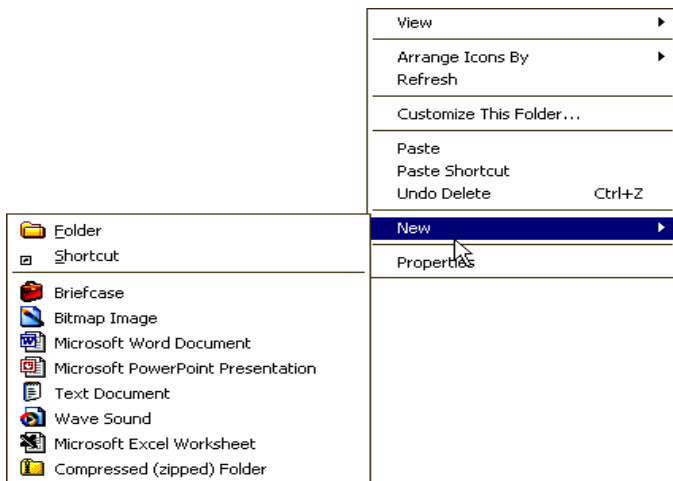 View
Arrange Icons By
Refresh
Customize This Folder...
Paste
Paste Shortcut
Undo Delete Ctrl+Z
New
Properties
Folder
Shortcut
Briefcase
Bitmap Image
Microsoft Word Document
Microsoft PowerPoint Presentation
Text Document
Wave Sound
Microsoft Excel Worksheet
Compressed (zipped) Folder